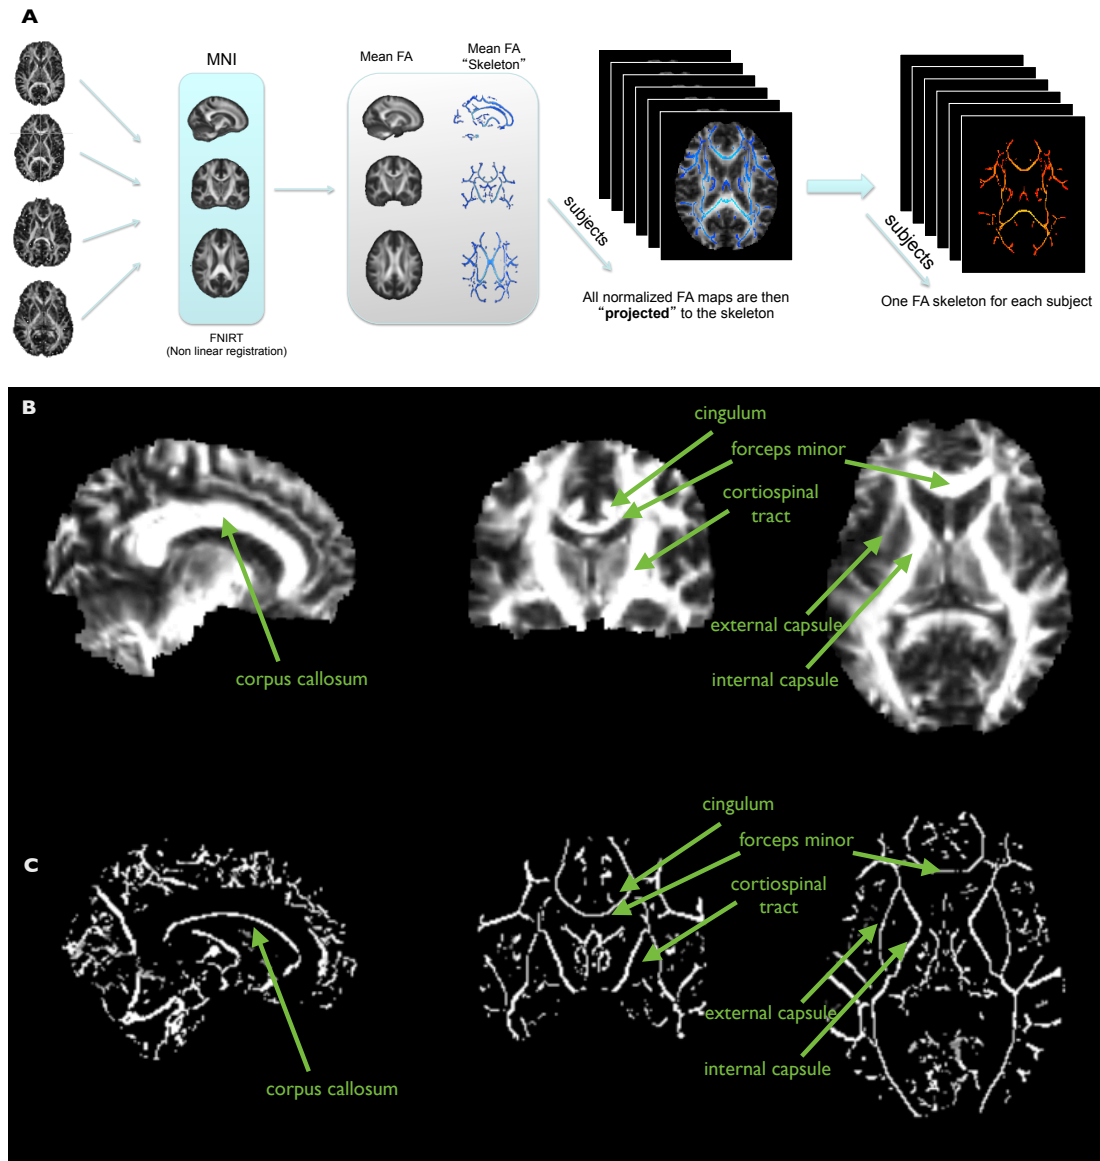 A
MNI
Mean FA
Mean FA
“Skeleton”
FNIRT
(Non linear registration)
subjects
All normalized FA maps are then
“projected” to the skeleton
subjects
One FA skeleton for each subject
B
cingulum
forceps minor
cortiospinal
tract
external capsule
internal capsule
corpus callosum
C
cingulum
forceps minor
cortiospinal
tract
external capsule
internal capsule
corpus callosum